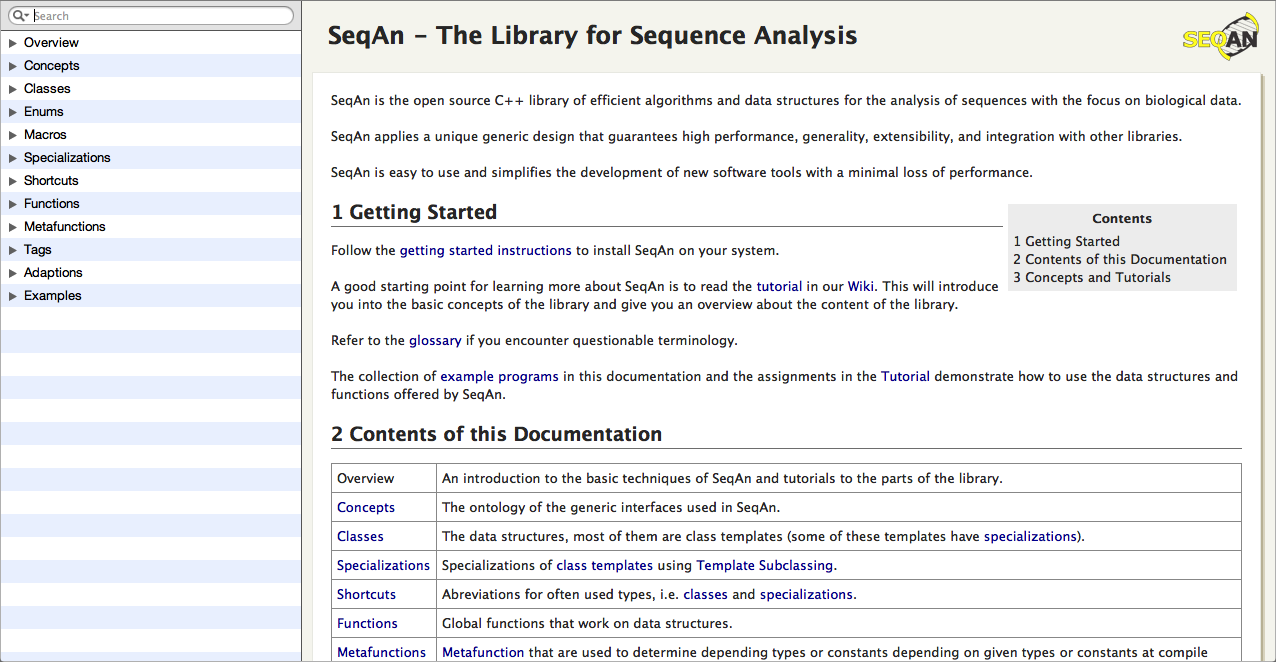 Search
Overview
Concepts
Classes
Enums
Macros
Specializations
Shortcuts
Functions
Metafunctions
Tags
Adaptions
Examples
SeqAn – The Library for Sequence Analysis
SEQAN
SeqAn is the open source C++ library of efficient algorithms and data structures for the analysis of sequences with the focus on biological data.
SeqAn applies a unique generic design that guarantees high performance, generality, extensibility, and integration with other libraries.
SeqAn is easy to use and simplifies the development of new software tools with a minimal loss of performance.
1 Getting Started
Follow the getting started instructions to install SeqAn on your system.
A good starting point for learning more about SeqAn is to read the tutorial in our Wiki. This will introduce
you into the basic concepts of the library and give you an overview about the content of the library.
Contents
1 Getting Started
2 Contents of this Documentation
3 Concepts and Tutorials
Refer to the glossary if you encounter questionable terminology.
The collection of example programs in this documentation and the assignments in the Tutorial demonstrate how to use the data structures and
functions offered by SeqAn.
2 Contents of this Documentation
Overview An introduction to the basic techniques of SeqAn and tutorials to the parts of the library.
Concepts The ontology of the generic interfaces used in SeqAn.
Classes The data structures, most of them are class templates (some of these templates have specializations).
Specializations Specializations of class templates using Template Subclassing.
Shortcuts Abreviations for often used types, i.e. classes and specializations.
Functions Global functions that work on data structures.
Metafunctions Metafunction that are used to determine depending types or constants depending on given types or constants at compile